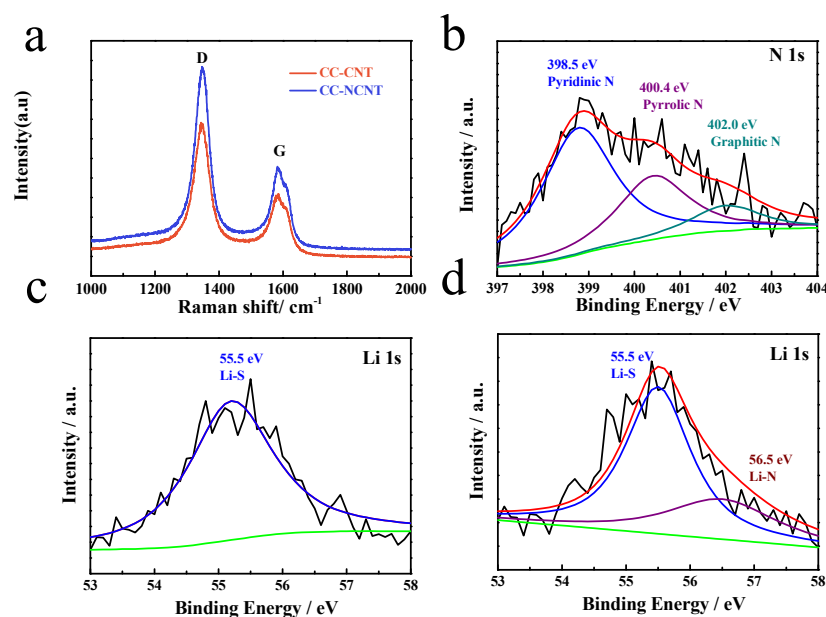 a
D
CC-CNT
CC-NCNT
G
Intensity(a.u)
1000 1200 1400 1600 1800 2000
Raman shift/ cm-1
b
N 1s
398.5 eV
Pyridinic N
400.4 eV
Pyrrolic N
402.0 eV
Graphitic N
Intensity / a.u.
397 398 399 400 401 402 403 404
Binding Energy / eV
c
Li 1s
55.5 eV
Li-S
Intensity / a.u.
53 54 55 56 57 58
Binding Energy / eV
d
Li 1s
55.5 eV
Li-S
56.5 eV
Li-N
Intensity / a.u.
53 54 55 56 57 58
Binding Energy / eV